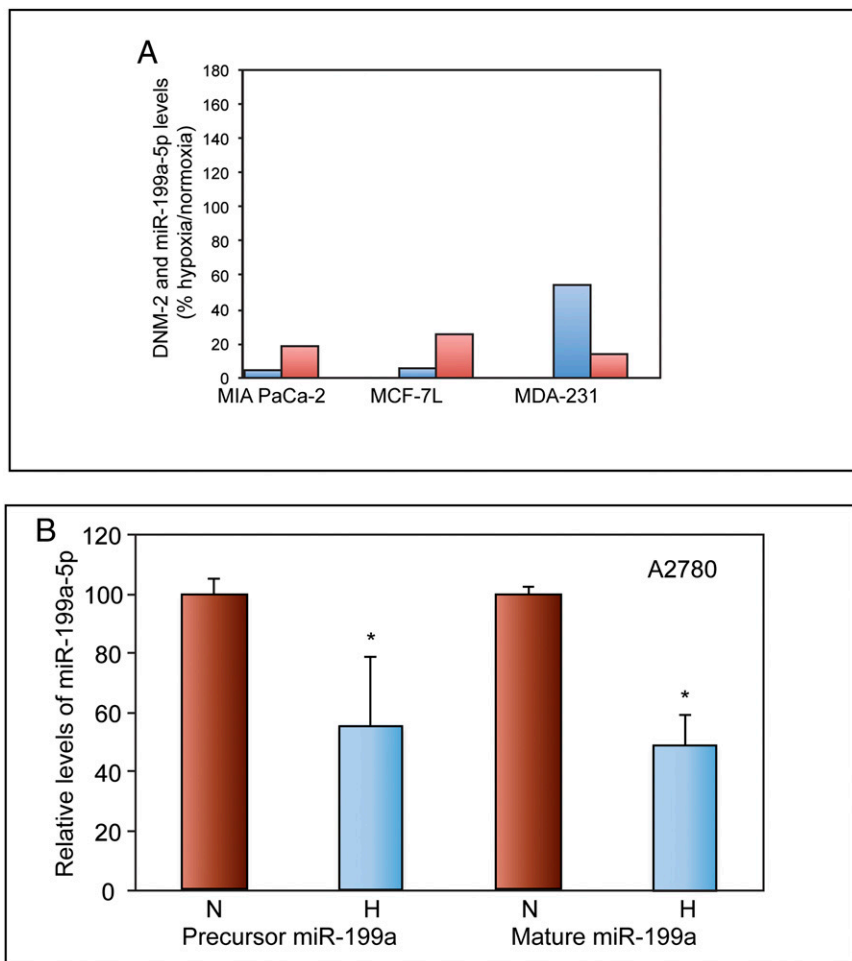 A
DNM-2 and miR-199a-5p levels
(% hypoxia/normoxia)
180
160
140
120
100
80
60
40
20
0
MIA PaCa-2 MCF-7L MDA-231
B
Relative levels of miR-199a-5p
120
100
80
60
40
20
0
A2780
*
*
N H N H
Precursor miR-199a Mature miR-199a